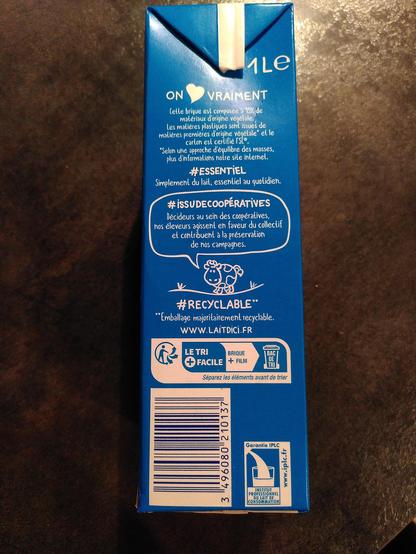 1Le
ON VRAIMENT
Cette brique est composée à % de
matériaux d'origine végétale.
Les matières plastiques sont issues de
matières premières d'origine végétale* et le
carton est certifié FSC®.
*Selon une approche d'équilibre des masses,
plus d'informations notre site internet.
#ESSENTIEL
Simplement du lait, essentiel au quotidien.
#ISSUDECOOPÉRATIVES
Décideurs au sein des coopératives,
nos éleveurs agissent en faveur du collectif
et contribuent à la préservation
de nos campagnes.
#RECYCLABLE**
**Emballage majoritairement recyclable.
WWW.LAITDICI.FR
LE TRI
+ FACILE
BRIQUE
+ FILM
BAC
DE
TRI
Séparez les éléments avant de trier
3 496080 210137
Garantie IPLC
www.iplc.fr
INSTITUT
PROFESSIONNEL
DU LAIT DE
CONSOMMATION